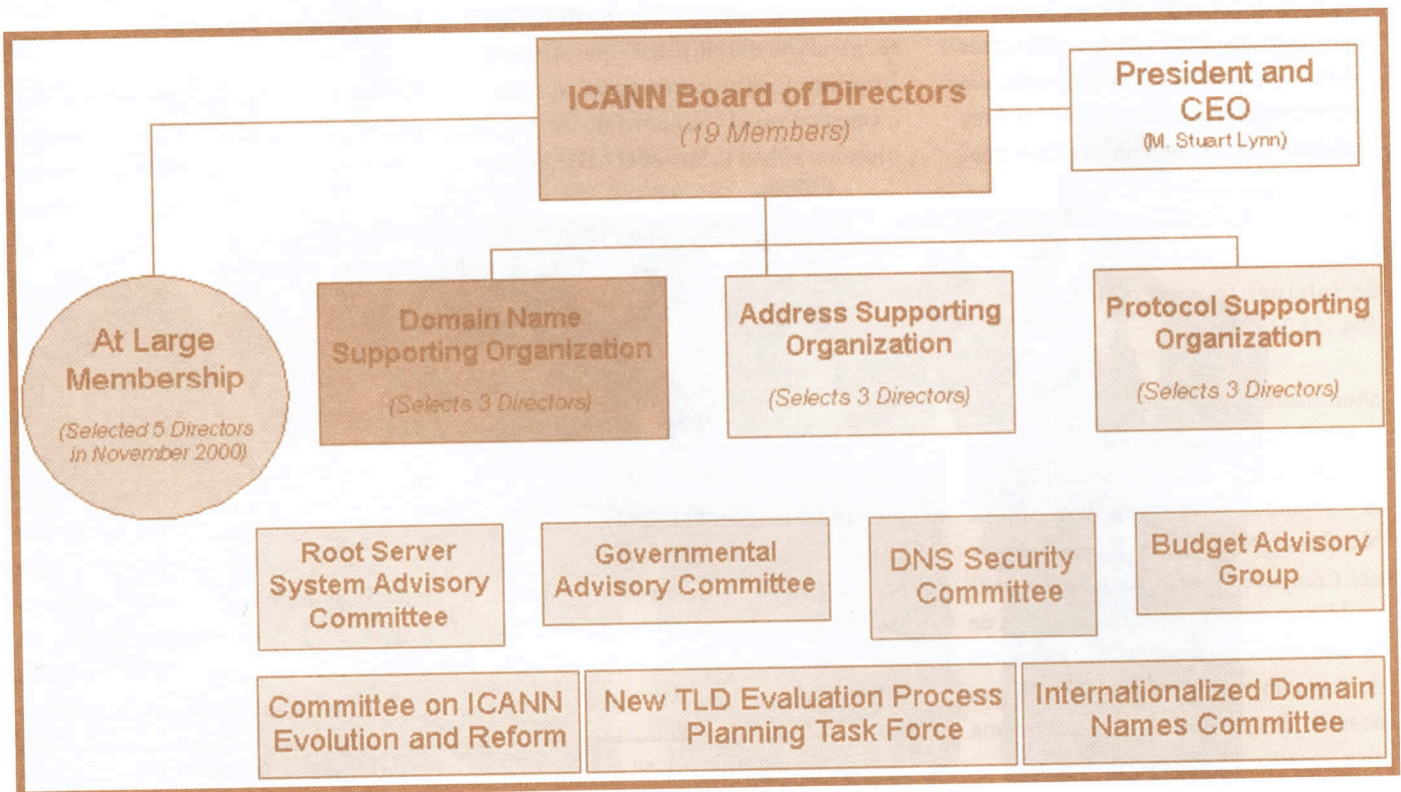 ICANN Board of Directors
(19 Members)
President and
CEO
(M. Stuart Lynn)
At Large
Membership
(Selected 5 Directors
in November 2000)
Domain Name
Supporting Organization
(Selects 3 Directors)
Address Supporting
Organization
(Selects 3 Directors)
Protocol Supporting
Organization
(Selects 3 Directors)
Root Server
System Advisory
Committee
Governmental
Advisory Committee
DNS Security
Committee
Budget Advisory
Group
Committee on ICANN
Evolution and Reform
New TLD Evaluation Process
Planning Task Force
Internationalized Domain
Names Committee